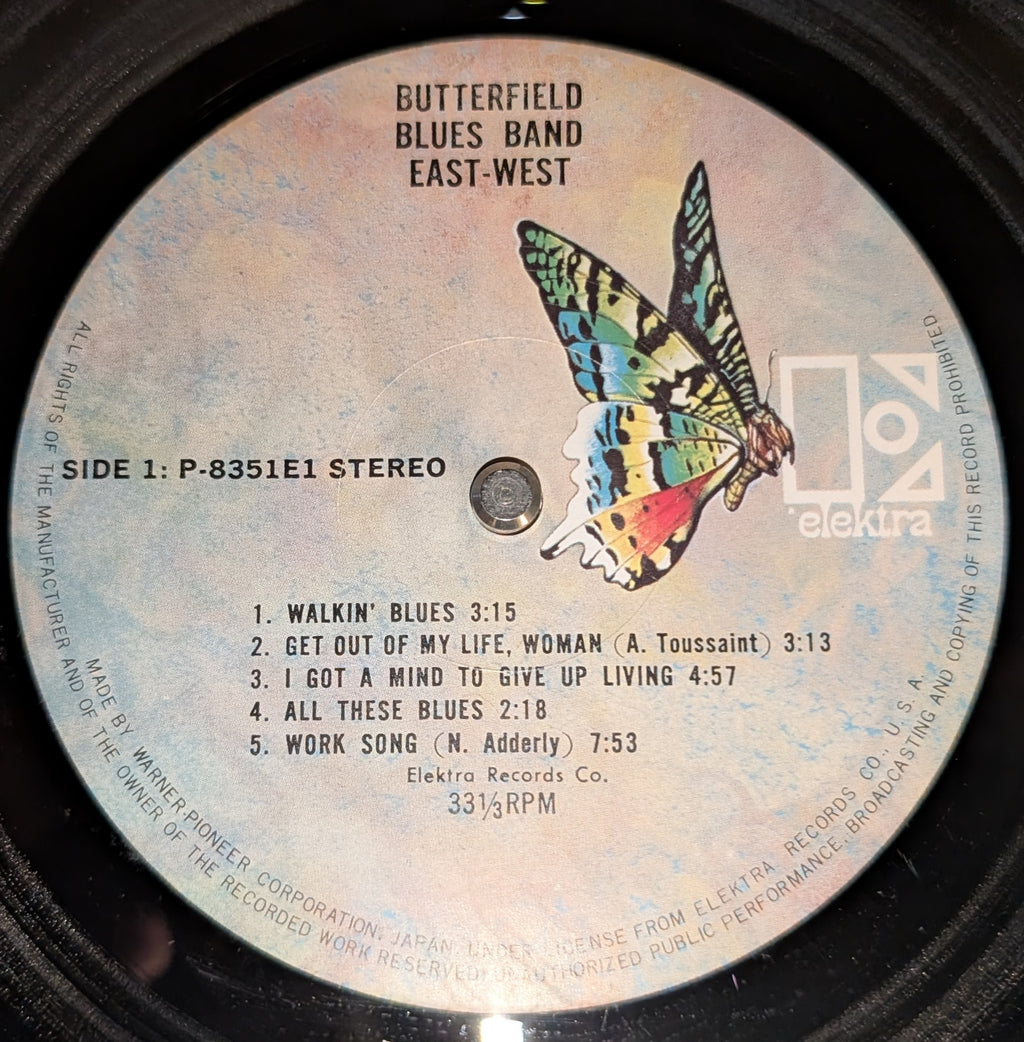 BUTTERFIELD
BLUES BAND
EAST-WEST
elektra
SIDE 1: P-8351E1 STEREO
1. WALKIN' BLUES 3:15
2. GET OUT OF MY LIFE, WOMAN (A. Toussaint) 3:13
3. I GOT A MIND TO GIVE UP LIVING 4:57
4. ALL THESE BLUES 2:18
5. WORK SONG (N. Adderly) 7:53
Elektra Records Co.
33 1/3 RPM
MADE BY WARNER-PIONEER CORPORATION, JAPAN UNDER LICENSE FROM ELEKTRA RECORDS CO., U. S. A.
ALL RIGHTS OF THE MANUFACTURER AND OF THE OWNER OF THE RECORDED WORK RESERVED. UNAUTHORIZED PUBLIC PERFORMANCE, BROADCASTING AND COPYING OF THIS RECORD PROHIBITED